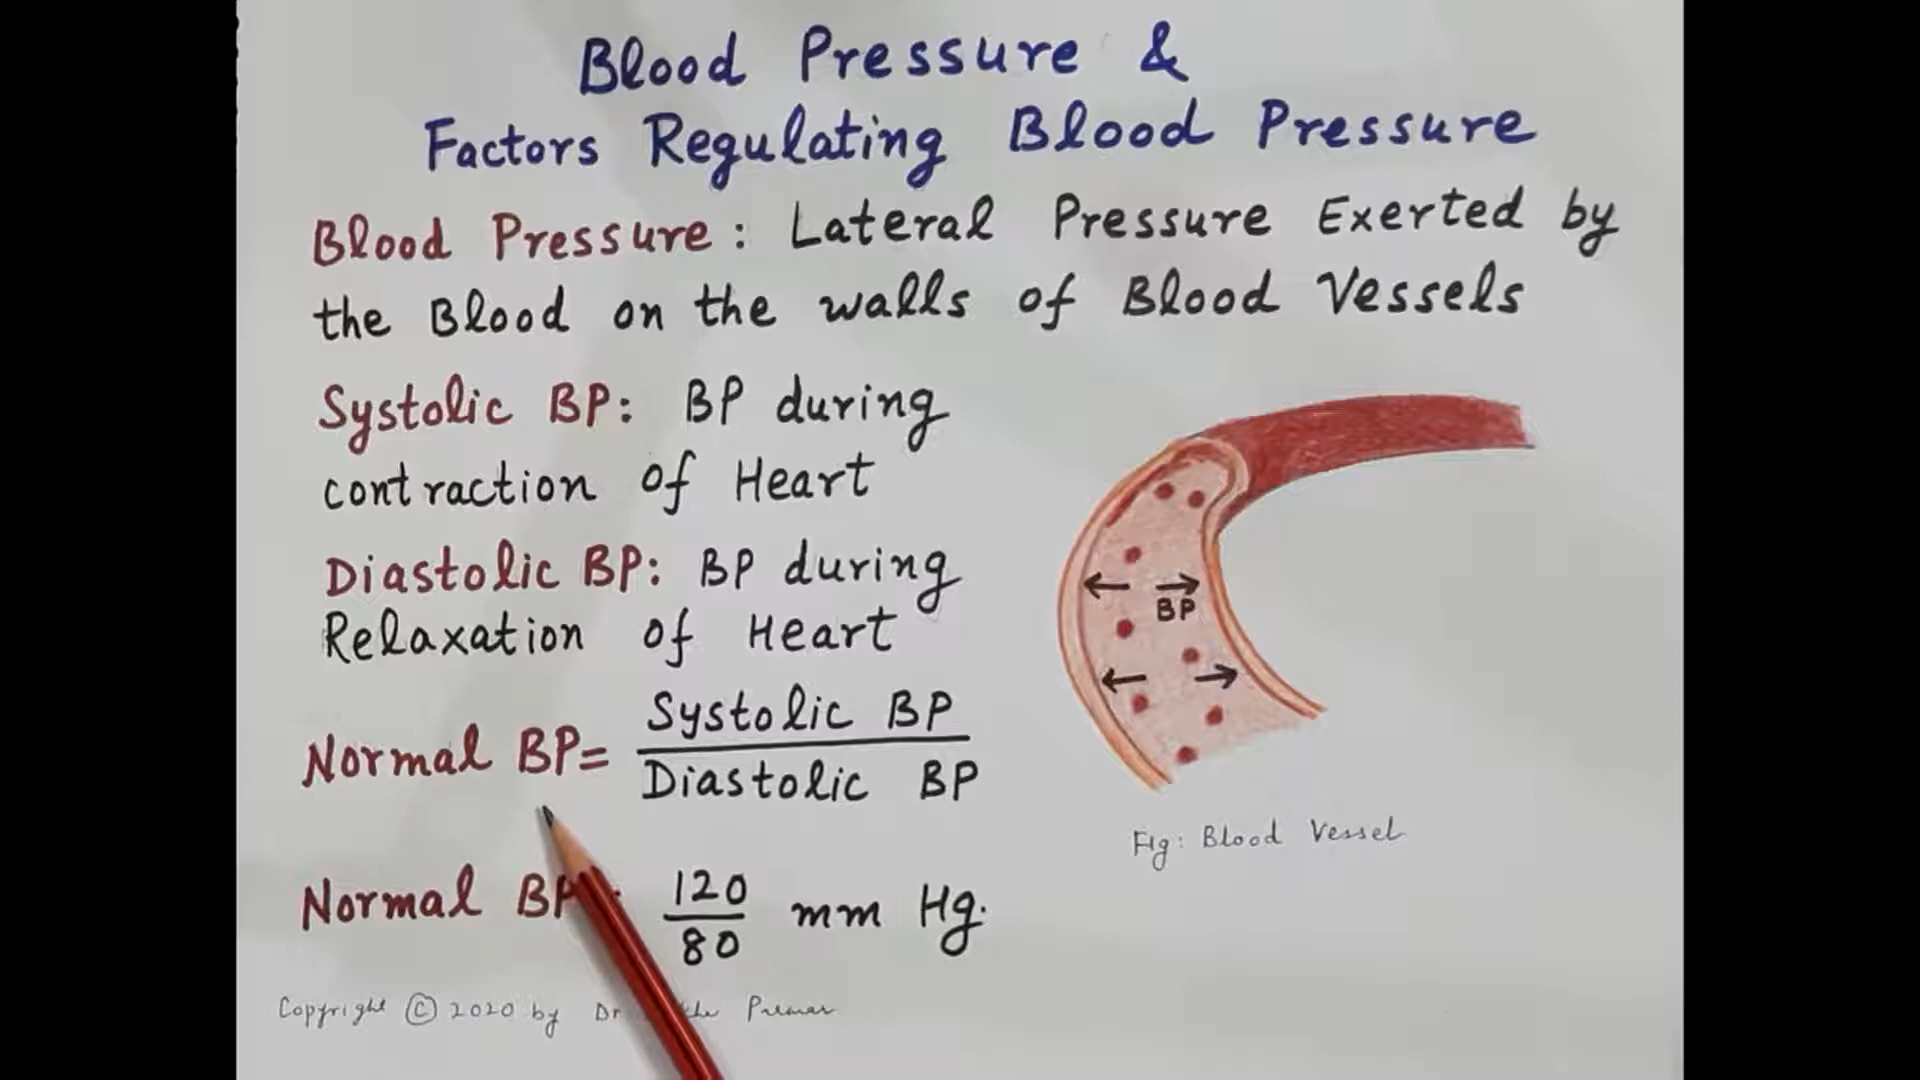 Blood Pressure &
Factors Regulating Blood Pressure
Blood Pressure: Lateral Pressure Exerted by
the Blood on the walls of Blood Vessels
Systolic BP: BP during
contraction of Heart
Diastolic BP: BP during
Relaxation of Heart
Normal BP= Systolic BP
Diastolic BP
BP
Fig: Blood Vessel
Normal BP 120
80
mm Hg.
Copyright © 2020 by Dr